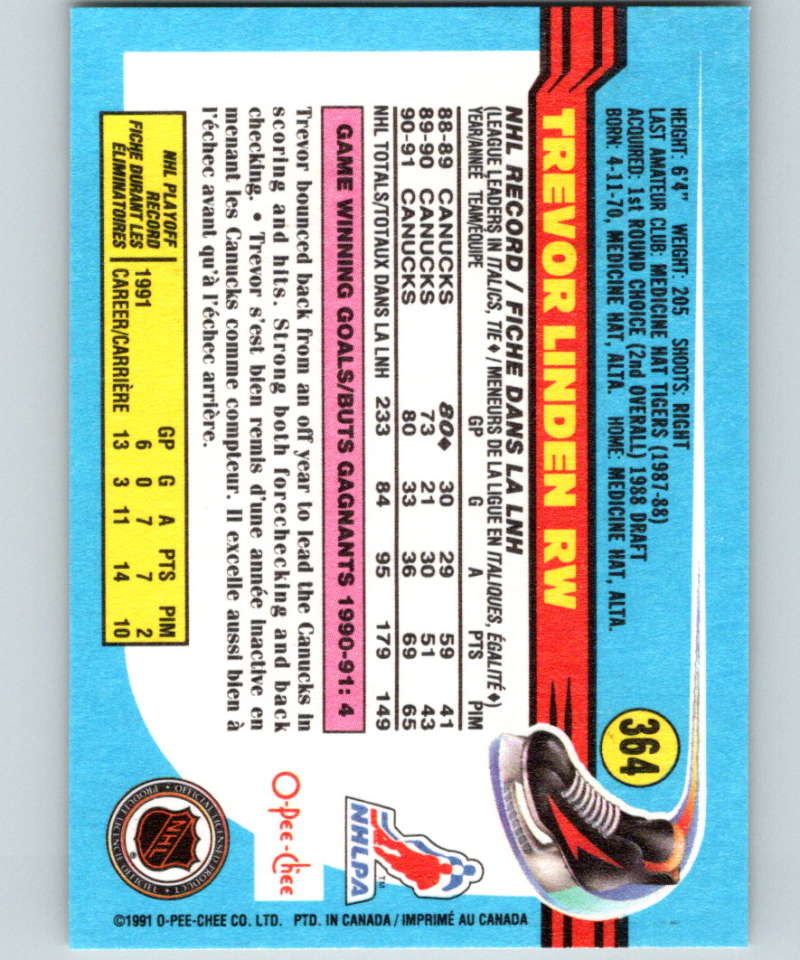 HEIGHT: 6'4" WEIGHT: 205 SHOOTS: RIGHT
LAST AMATEUR CLUB: MEDICINE HAT TIGERS (1987-88)
ACQUIRED: 1st ROUND CHOICE (2nd OVERALL) 1988 DRAFT
BORN: 4-11-70, MEDICINE HAT, ALTA. HOME: MEDICINE HAT, ALTA.
364
TREVOR LINDEN RW
NHL RECORD / FICHE DANS LA LNH
(LEAGUE LEADERS IN ITALICS, TIE ♦ / MENEURS DE LA LIGUE EN ITALIQUES, ÉGALITÉ ♦)
YEAR/ANNÉE TEAM/ÉQUIPE GP G A PTS PIM
88-89 CANUCKS 80♦ 30 29 59 41
89-90 CANUCKS 73 21 30 51 43
90-91 CANUCKS 80 33 36 69 65
NHL TOTALS/TOTAUX DANS LA LNH 233 84 95 179 149
GAME WINNING GOALS/BUTS GAGNANTS 1990-91: 4
Trevor bounced back from an off year to lead the Canucks in
scoring and hits. Strong both forechecking and back
checking. • Trevor s'est bien remis d'une année inactive en
menant les Canucks comme compteur. Il excelle aussi bien à
l'échec avant qu'à l'échec arrière.
NHL PLAYOFF
RECORD
FICHE DURANT LES
ÉLIMINATOIRES
GP G A PTS PIM
1991 6 0 7 7 2
CAREER/CARRIÈRE 13 3 11 14 10
NHLPA
TM
O-Pee-Chee
OFFICIAL LICENSED PRODUCT
NHL
®
PRODUIT LICENCIÉ OFFICIEL
©1991 O-PEE-CHEE CO. LTD. PTD. IN CANADA / IMPRIMÉ AU CANADA